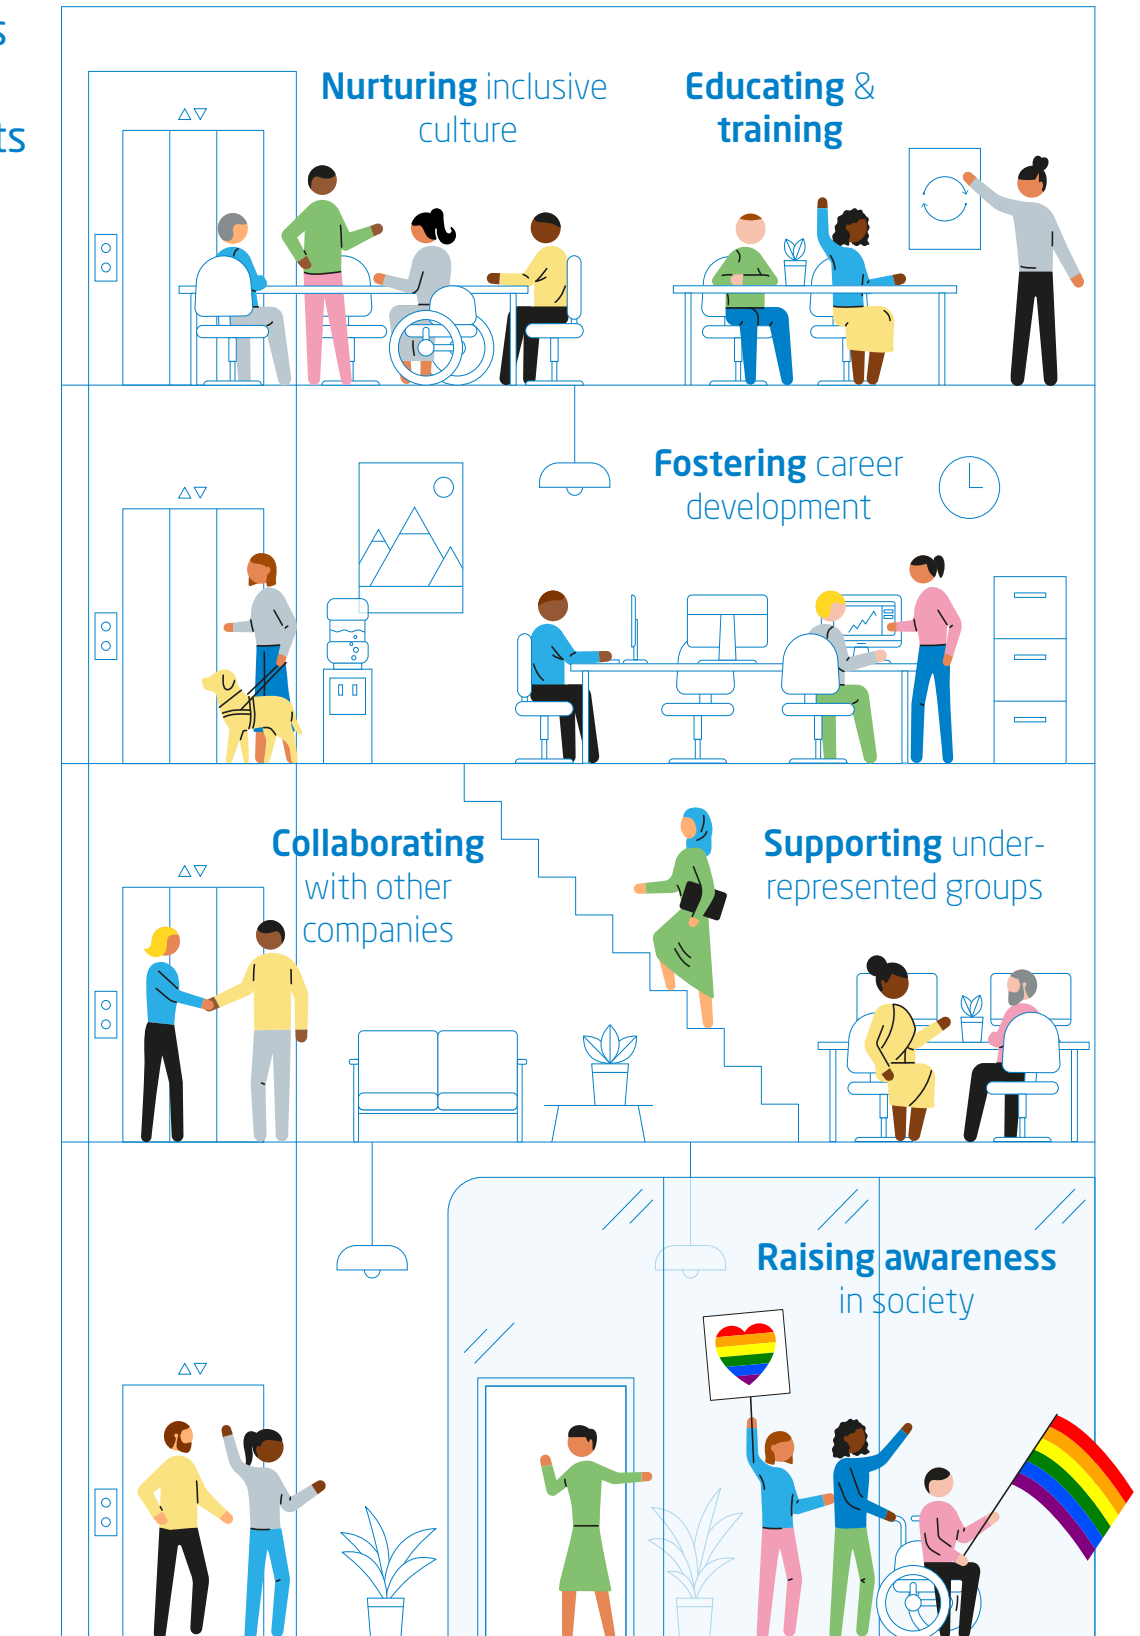 s
ts
Nurturing inclusive
culture
Educating &
training
Fostering career
development
Collaborating
with other
companies
Supporting under-
represented groups
Raising awareness
in society